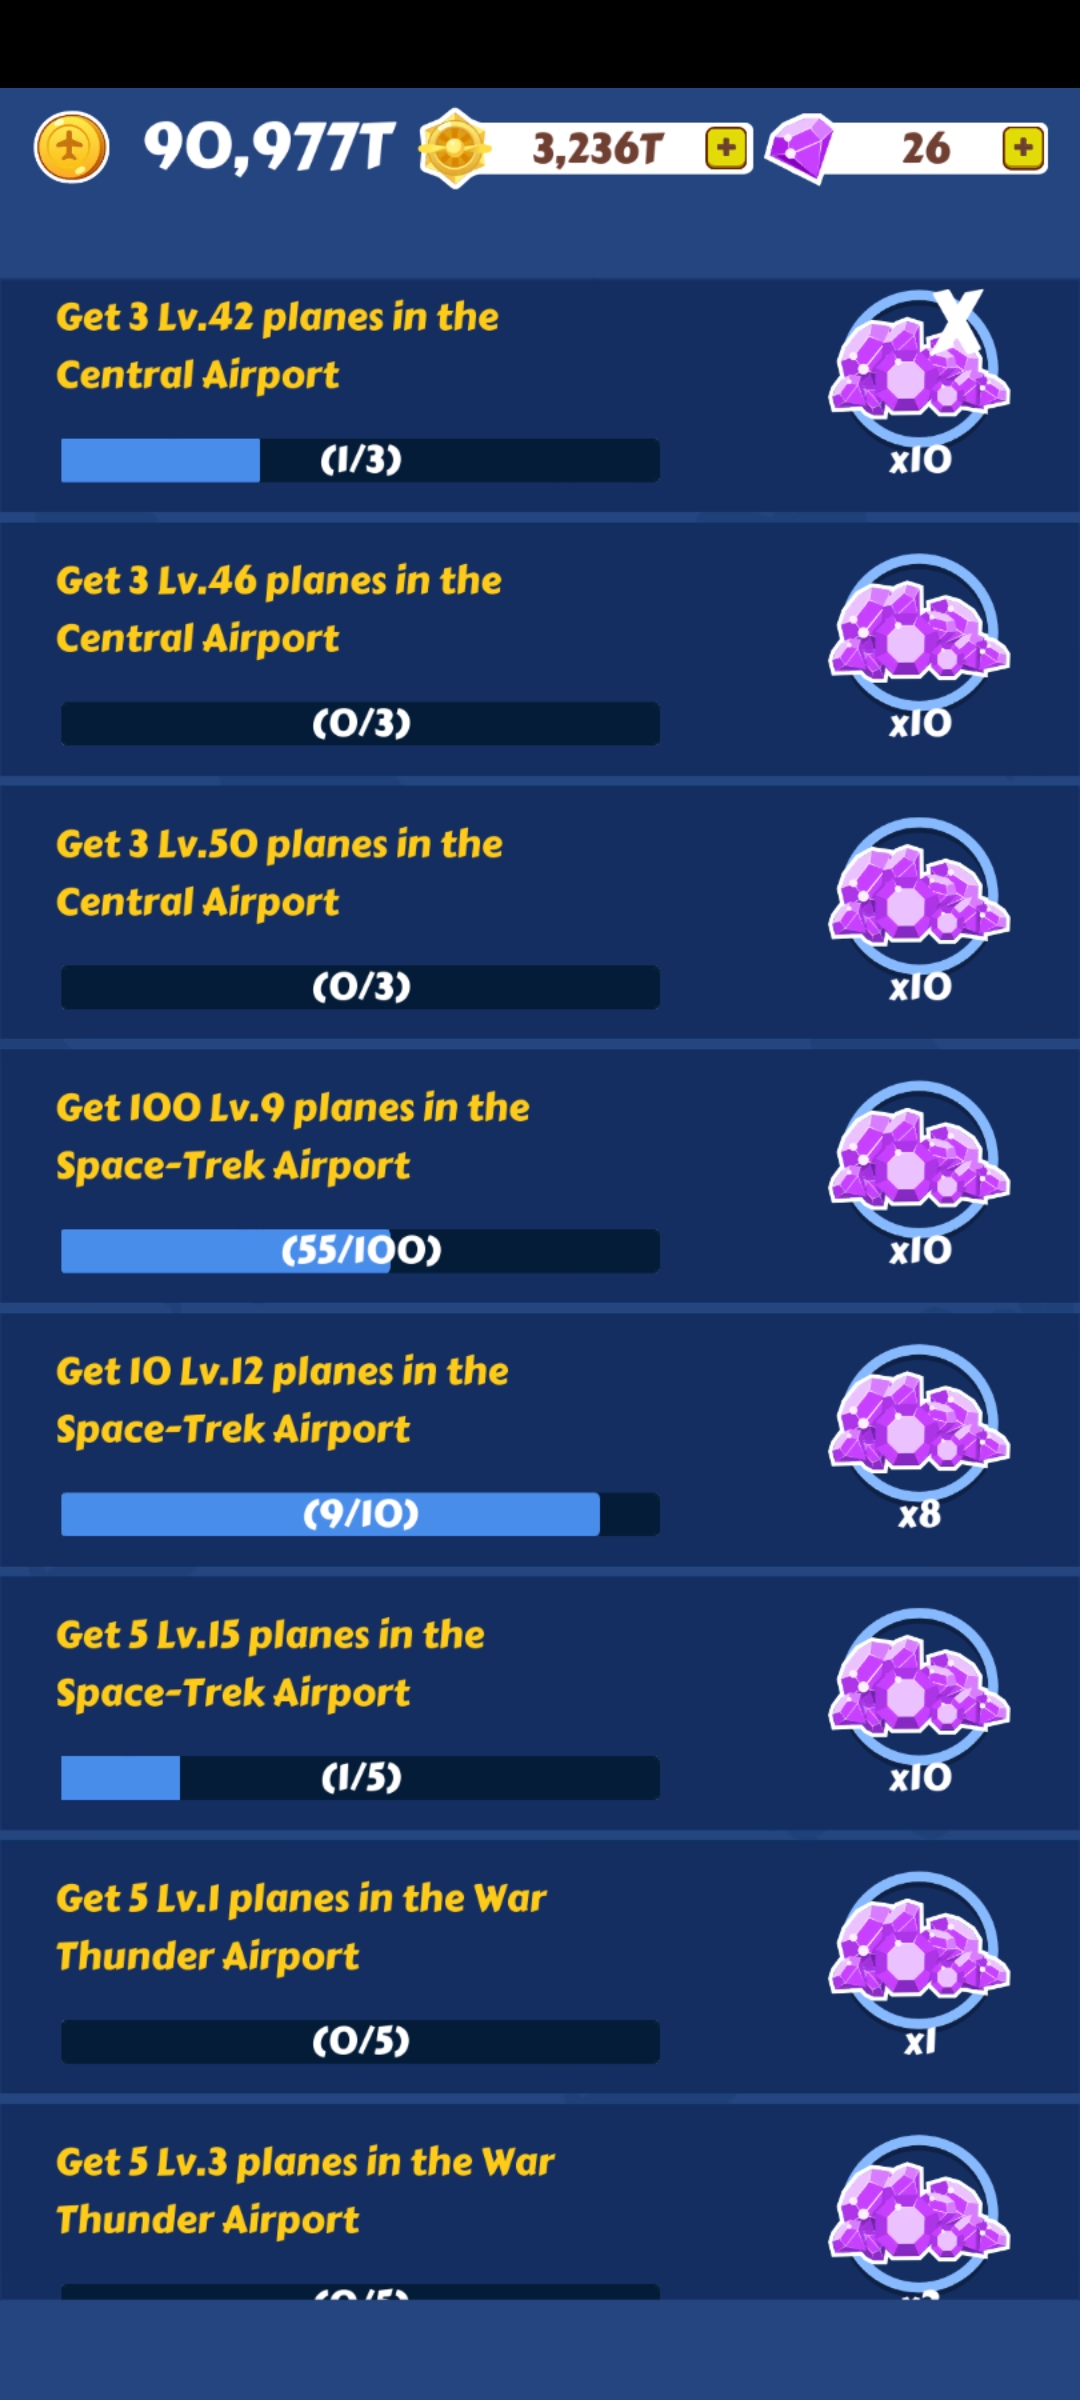 90,977T 3,236T + 26 +
X
Get 3 Lv.42 planes in the
Central Airport
(1/3)
x10
Get 3 Lv.46 planes in the
Central Airport
(0/3)
x10
Get 3 Lv.50 planes in the
Central Airport
(0/3)
x10
Get 100 Lv.9 planes in the
Space-Trek Airport
(55/100)
x10
Get 10 Lv.12 planes in the
Space-Trek Airport
(9/10)
x8
Get 5 Lv.15 planes in the
Space-Trek Airport
(1/5)
x10
Get 5 Lv.1 planes in the War
Thunder Airport
(0/5)
x1
Get 5 Lv.3 planes in the War
Thunder Airport
(0/5)